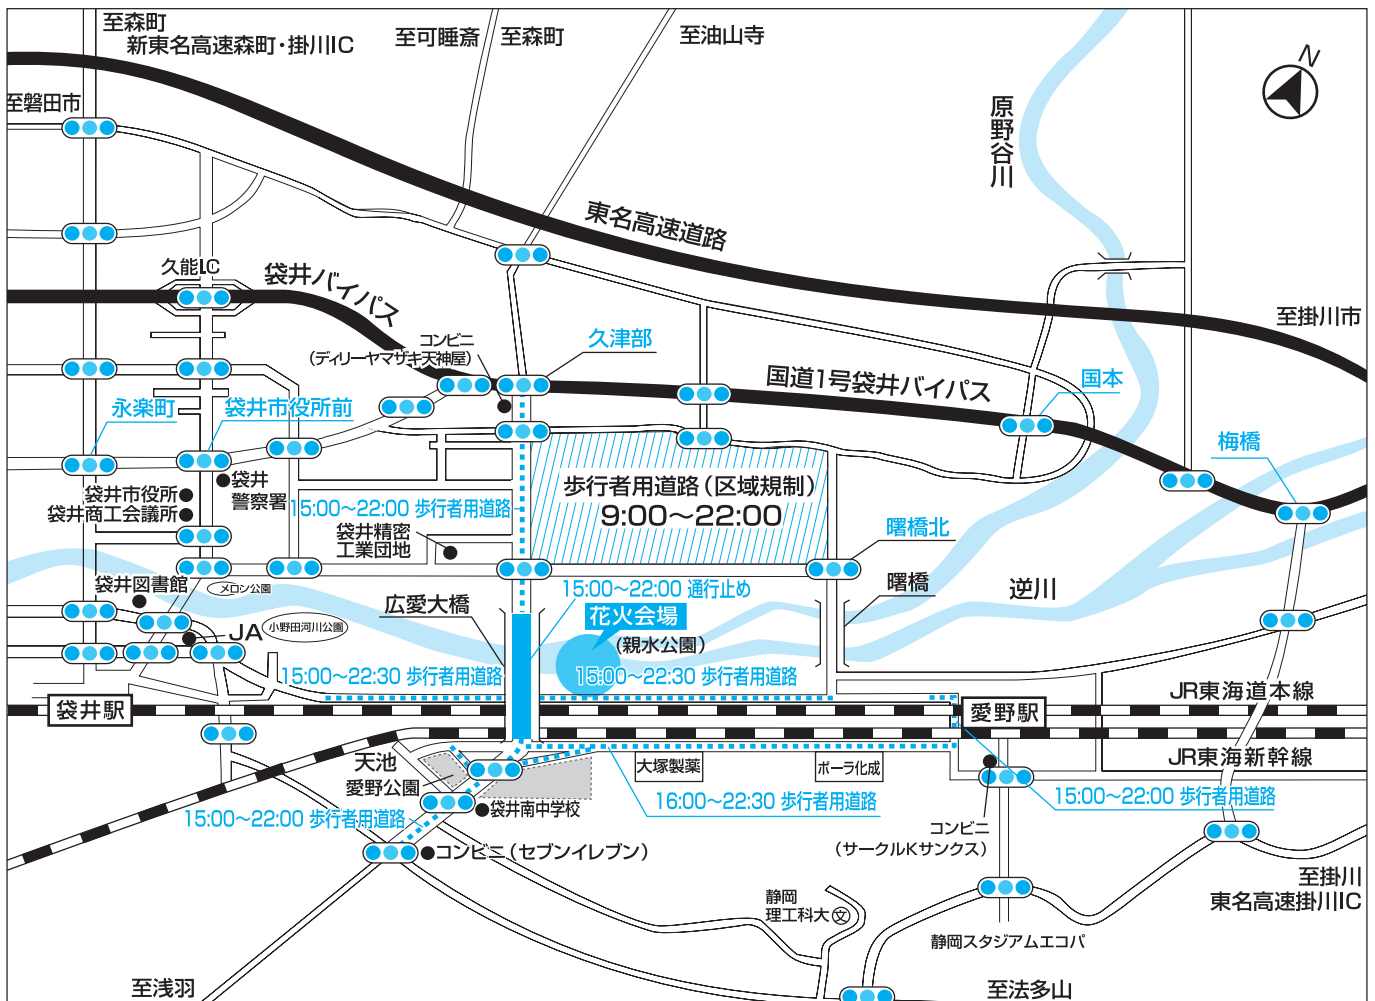 至森町
新東名高速森町・掛川IC
至可睡斎
至森町
至油山寺
N
至磐田市
原野谷川
東名高速道路
久能I.C
袋井バイパス
至掛川市
コンビニ
(デイリーヤマザキ天神屋)
久津部
国道1号袋井バイパス
国本
永楽町
袋井市役所前
梅橋
袋井
警察署
袋井市役所
袋井商工会議所
15:00〜22:00 歩行者用道路
歩行者用道路(区域規制)
9:00〜22:00
袋井精密
工業団地
曙橋北
袋井図書館
メロン公園
広愛大橋
15:00〜22:00 通行止め
曙橋
逆川
花火会場
(親水公園)
JA
小野田河川公園
15:00〜22:30 歩行者用道路
15:00〜22:30 歩行者用道路
袋井駅
愛野駅
JR東海道本線
JR東海新幹線
天池
愛野公園
大塚製薬
ポーラ化成
16:00〜22:30 歩行者用道路
15:00〜22:00 歩行者用道路
袋井南中学校
15:00〜22:00 歩行者用道路
コンビニ
(サークルKサンクス)
コンビニ(セブンイレブン)
静岡
理工科大
文
至掛川
東名高速掛川IC
静岡スタジアムエコパ
至浅羽
至法多山